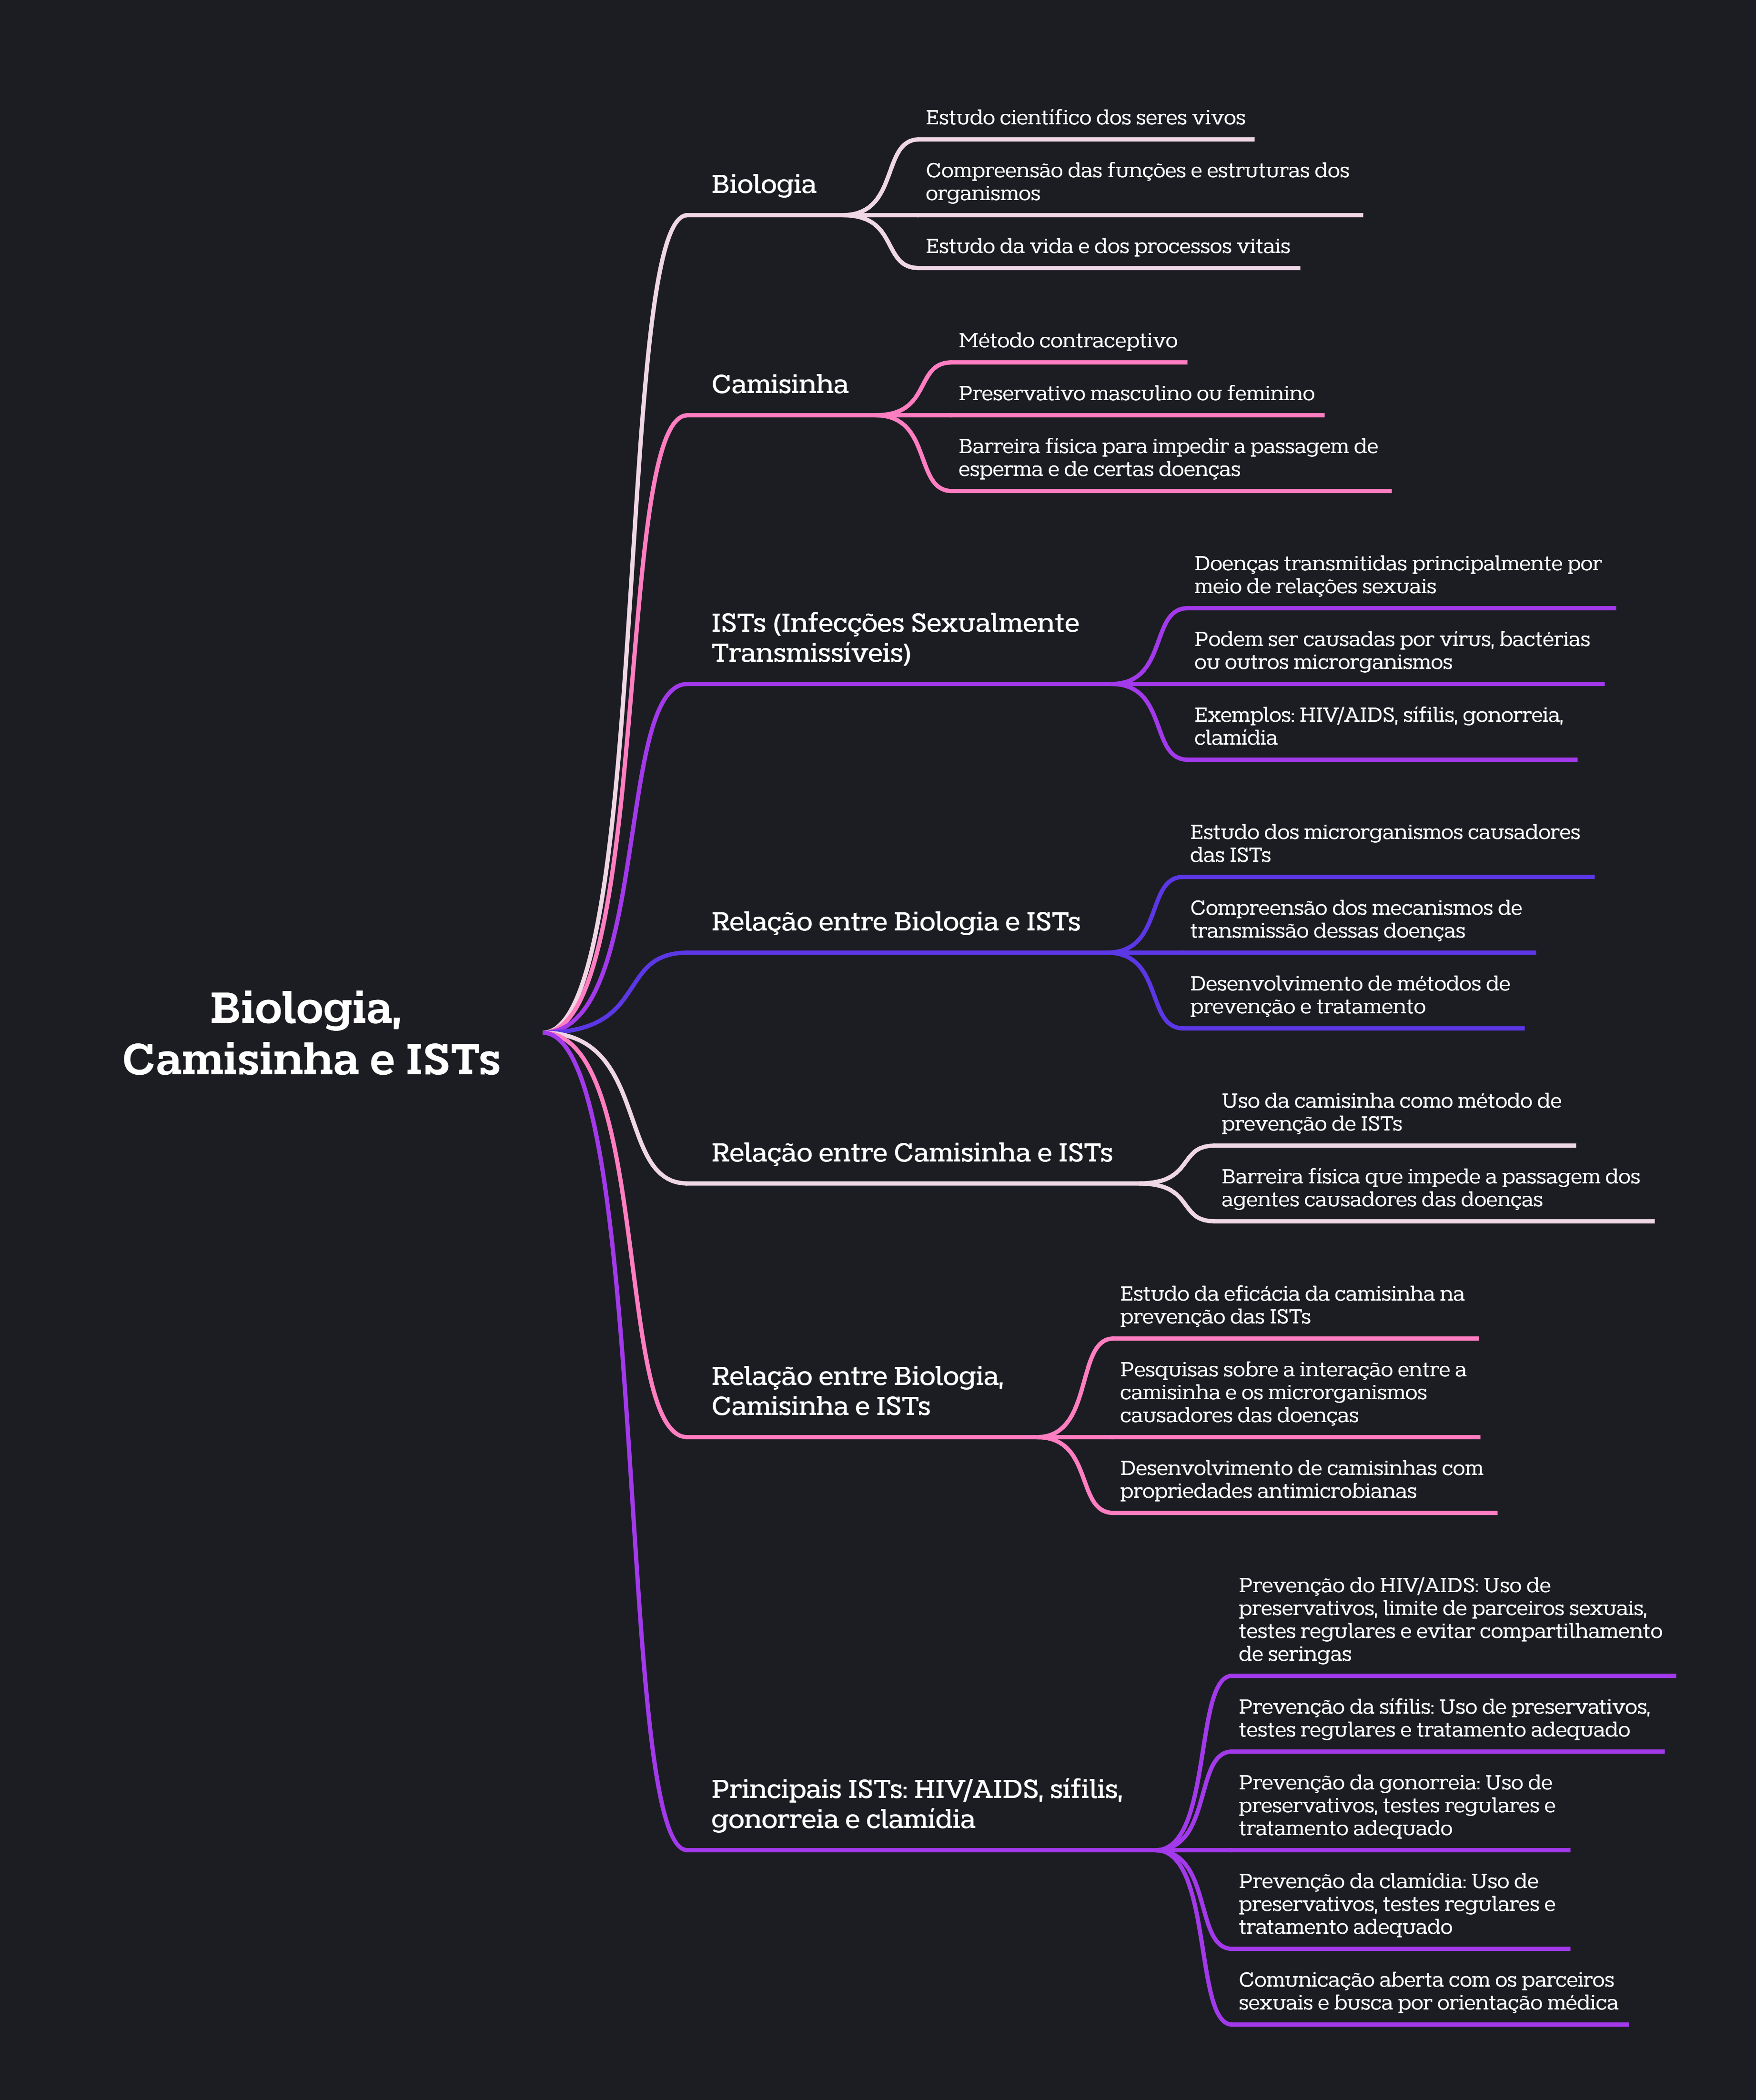 Biologia,
Camisinha e ISTs
Biologia
Estudo científico dos seres vivos
Compreensão das funções e estruturas dos
organismos
Estudo da vida e dos processos vitais
Camisinha
Método contraceptivo
Preservativo masculino ou feminino
Barreira física para impedir a passagem de
esperma e de certas doenças
ISTs (Infecções Sexualmente
Transmissíveis)
Doenças transmitidas principalmente por
meio de relações sexuais
Podem ser causadas por vírus, bactérias
ou outros microrganismos
Exemplos: HIV/AIDS, sífilis, gonorreia,
clamídia
Relação entre Biologia e ISTs
Estudo dos microrganismos causadores
das ISTs
Compreensão dos mecanismos de
transmissão dessas doenças
Desenvolvimento de métodos de
prevenção e tratamento
Relação entre Camisinha e ISTs
Uso da camisinha como método de
prevenção de ISTs
Barreira física que impede a passagem dos
agentes causadores das doenças
Relação entre Biologia,
Camisinha e ISTs
Estudo da eficácia da camisinha na
prevenção das ISTs
Pesquisas sobre a interação entre a
camisinha e os microrganismos
causadores das doenças
Desenvolvimento de camisinhas com
propriedades antimicrobianas
Principais ISTs: HIV/AIDS, sífilis,
gonorreia e clamídia
Prevenção do HIV/AIDS: Uso de
preservativos, limite de parceiros sexuais,
testes regulares e evitar compartilhamento
de seringas
Prevenção da sífilis: Uso de preservativos,
testes regulares e tratamento adequado
Prevenção da gonorreia: Uso de
preservativos, testes regulares e
tratamento adequado
Prevenção da clamídia: Uso de
preservativos, testes regulares e
tratamento adequado
Comunicação aberta com os parceiros
sexuais e busca por orientação médica